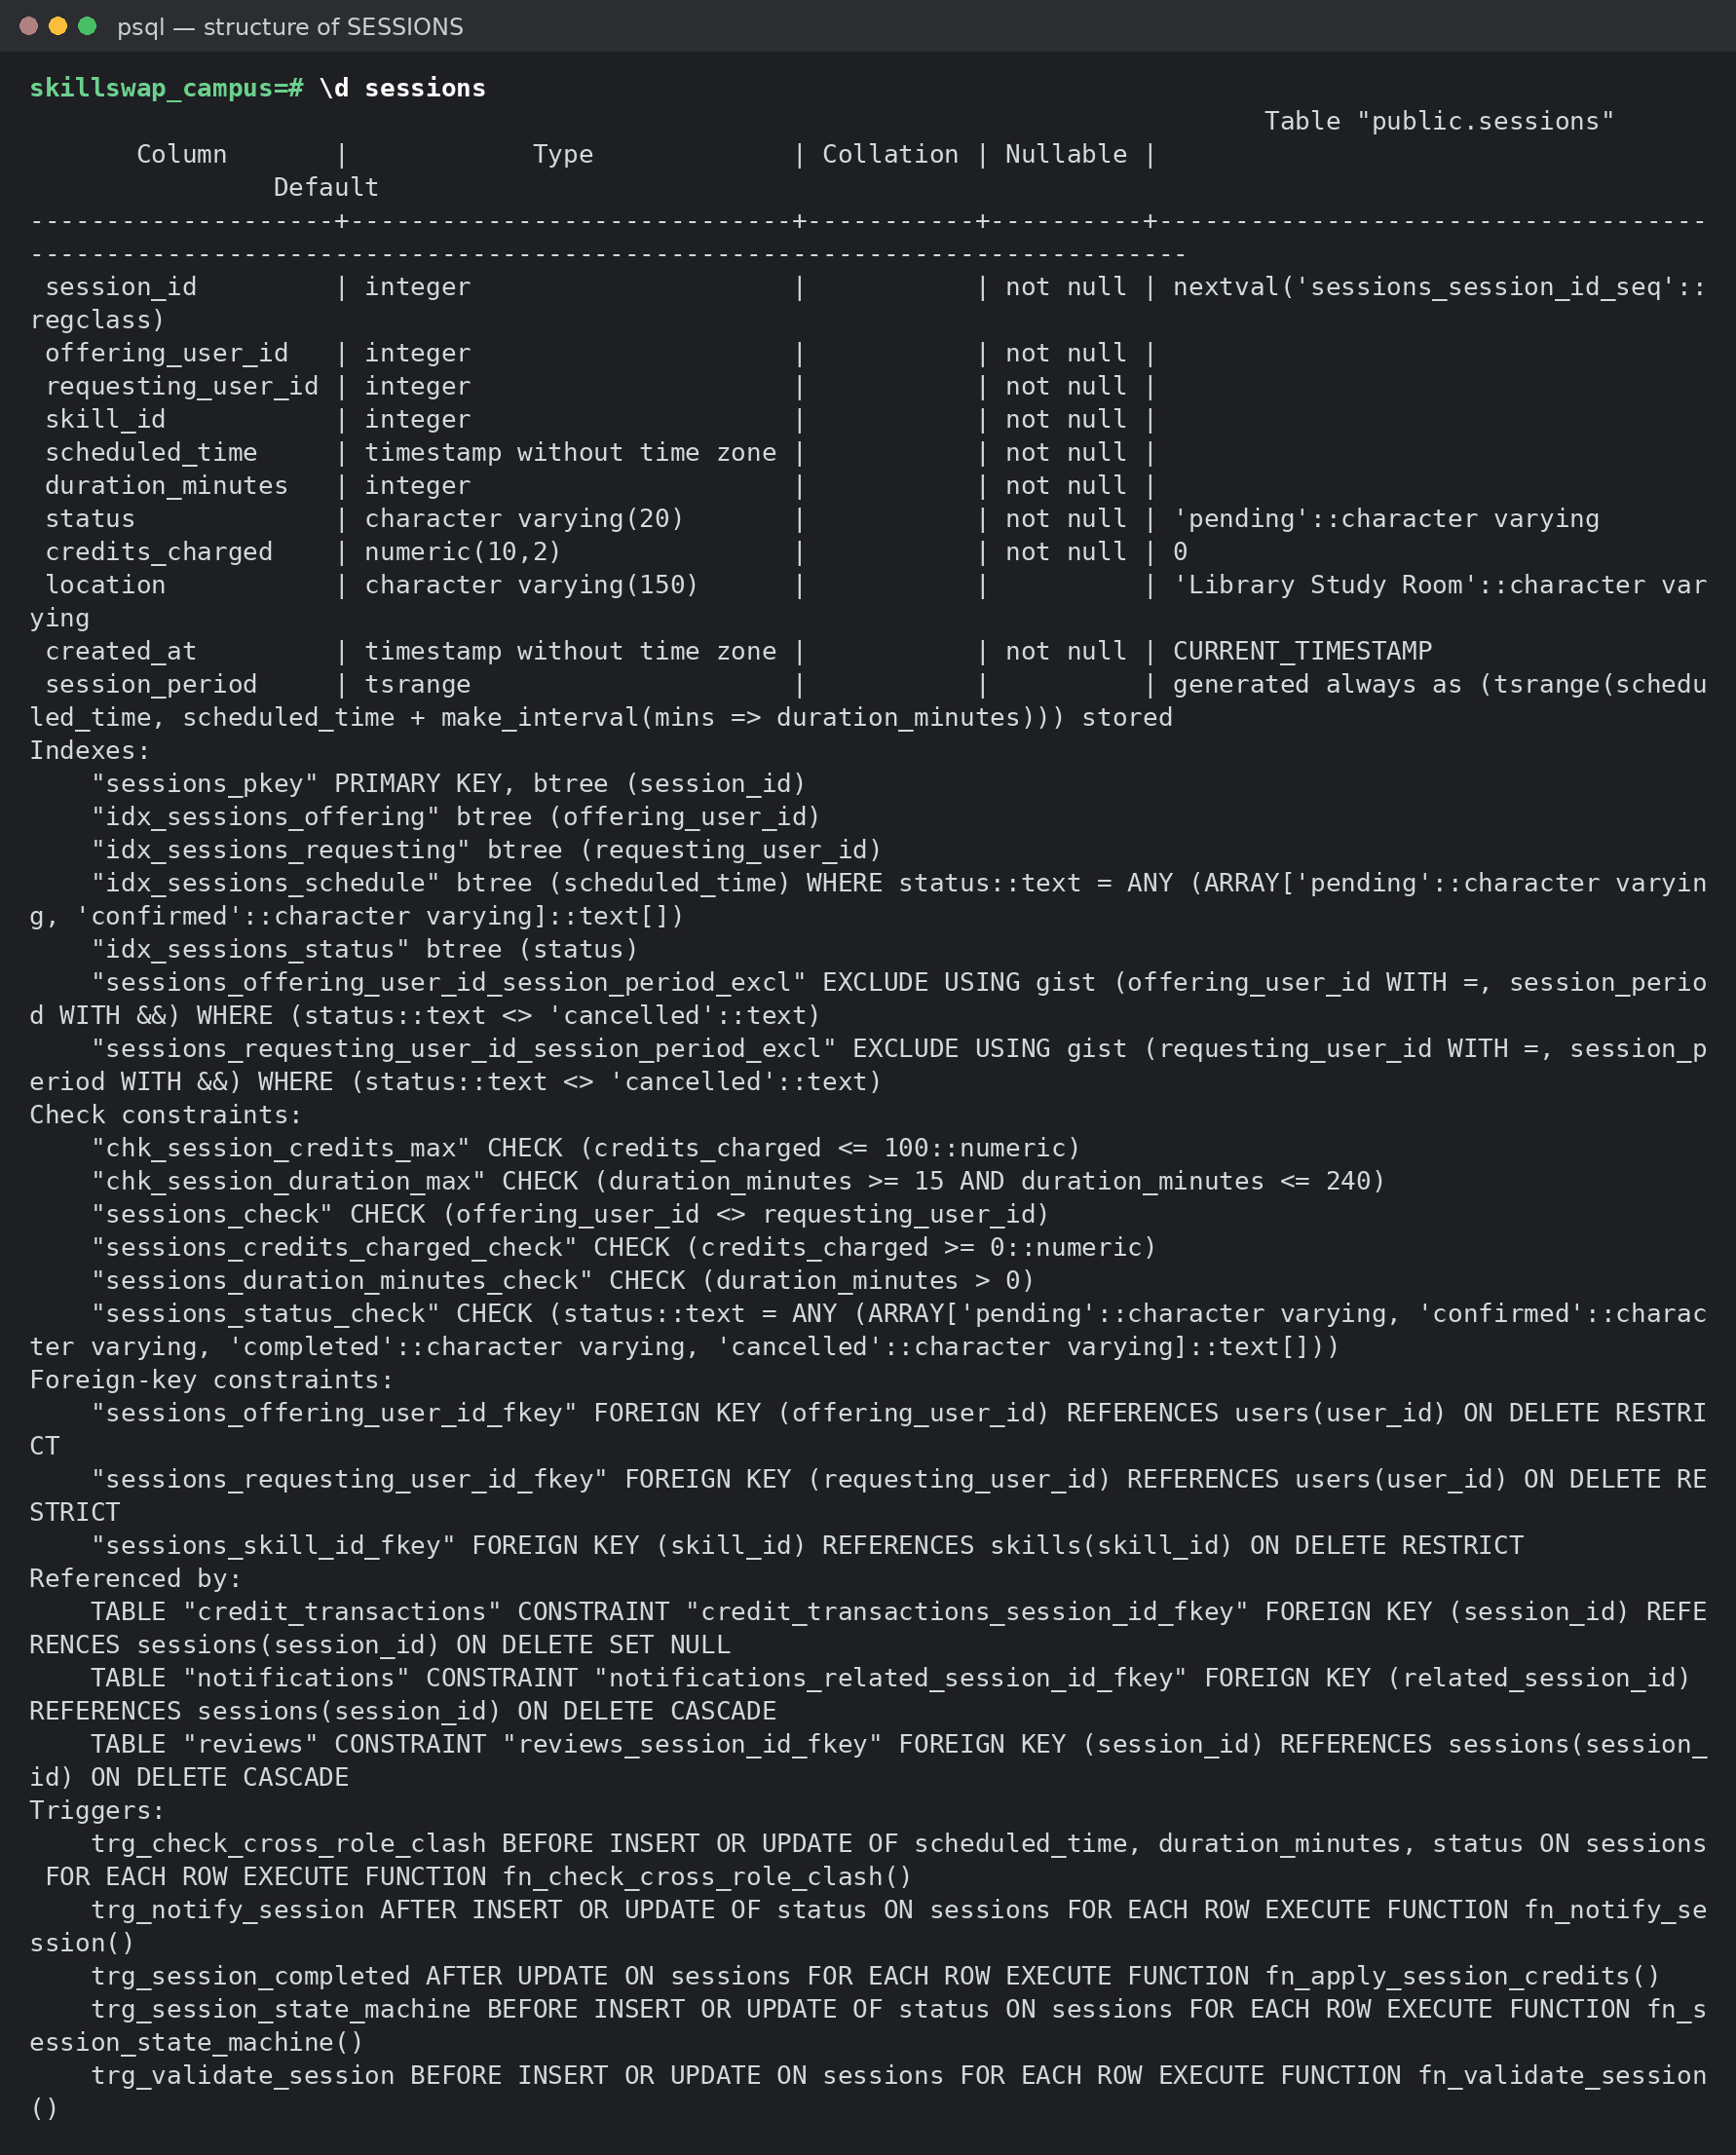 psql — structure of SESSIONS
skillswap_campus=# \d sessions
                                                                                 Table "public.sessions"
       Column       |            Type             | Collation | Nullable |
                Default
--------------------+-----------------------------+-----------+----------+------------------------------------
----------------------------------------------------------------------------
 session_id         | integer                     |           | not null | nextval('sessions_session_id_seq'::
regclass)
 offering_user_id   | integer                     |           | not null |
 requesting_user_id | integer                     |           | not null |
 skill_id           | integer                     |           | not null |
 scheduled_time     | timestamp without time zone |           | not null |
 duration_minutes   | integer                     |           | not null |
 status             | character varying(20)       |           | not null | 'pending'::character varying
 credits_charged    | numeric(10,2)               |           | not null | 0
 location           | character varying(150)      |           |          | 'Library Study Room'::character var
ying
 created_at         | timestamp without time zone |           | not null | CURRENT_TIMESTAMP
 session_period     | tsrange                     |           |          | generated always as (tsrange(schedu
led_time, scheduled_time + make_interval(mins => duration_minutes))) stored
Indexes:
    "sessions_pkey" PRIMARY KEY, btree (session_id)
    "idx_sessions_offering" btree (offering_user_id)
    "idx_sessions_requesting" btree (requesting_user_id)
    "idx_sessions_schedule" btree (scheduled_time) WHERE status::text = ANY (ARRAY['pending'::character varyin
g, 'confirmed'::character varying]::text[])
    "idx_sessions_status" btree (status)
    "sessions_offering_user_id_session_period_excl" EXCLUDE USING gist (offering_user_id WITH =, session_perio
d WITH &&) WHERE (status::text <> 'cancelled'::text)
    "sessions_requesting_user_id_session_period_excl" EXCLUDE USING gist (requesting_user_id WITH =, session_p
eriod WITH &&) WHERE (status::text <> 'cancelled'::text)
Check constraints:
    "chk_session_credits_max" CHECK (credits_charged <= 100::numeric)
    "chk_session_duration_max" CHECK (duration_minutes >= 15 AND duration_minutes <= 240)
    "sessions_check" CHECK (offering_user_id <> requesting_user_id)
    "sessions_credits_charged_check" CHECK (credits_charged >= 0::numeric)
    "sessions_duration_minutes_check" CHECK (duration_minutes > 0)
    "sessions_status_check" CHECK (status::text = ANY (ARRAY['pending'::character varying, 'confirmed'::charac
ter varying, 'completed'::character varying, 'cancelled'::character varying]::text[]))
Foreign-key constraints:
    "sessions_offering_user_id_fkey" FOREIGN KEY (offering_user_id) REFERENCES users(user_id) ON DELETE RESTRI
CT
    "sessions_requesting_user_id_fkey" FOREIGN KEY (requesting_user_id) REFERENCES users(user_id) ON DELETE RE
STRICT
    "sessions_skill_id_fkey" FOREIGN KEY (skill_id) REFERENCES skills(skill_id) ON DELETE RESTRICT
Referenced by:
    TABLE "credit_transactions" CONSTRAINT "credit_transactions_session_id_fkey" FOREIGN KEY (session_id) REFE
RENCES sessions(session_id) ON DELETE SET NULL
    TABLE "notifications" CONSTRAINT "notifications_related_session_id_fkey" FOREIGN KEY (related_session_id)
REFERENCES sessions(session_id) ON DELETE CASCADE
    TABLE "reviews" CONSTRAINT "reviews_session_id_fkey" FOREIGN KEY (session_id) REFERENCES sessions(session_
id) ON DELETE CASCADE
Triggers:
    trg_check_cross_role_clash BEFORE INSERT OR UPDATE OF scheduled_time, duration_minutes, status ON sessions
 FOR EACH ROW EXECUTE FUNCTION fn_check_cross_role_clash()
    trg_notify_session AFTER INSERT OR UPDATE OF status ON sessions FOR EACH ROW EXECUTE FUNCTION fn_notify_se
ssion()
    trg_session_completed AFTER UPDATE ON sessions FOR EACH ROW EXECUTE FUNCTION fn_apply_session_credits()
    trg_session_state_machine BEFORE INSERT OR UPDATE OF status ON sessions FOR EACH ROW EXECUTE FUNCTION fn_s
ession_state_machine()
    trg_validate_session BEFORE INSERT OR UPDATE ON sessions FOR EACH ROW EXECUTE FUNCTION fn_validate_session
()